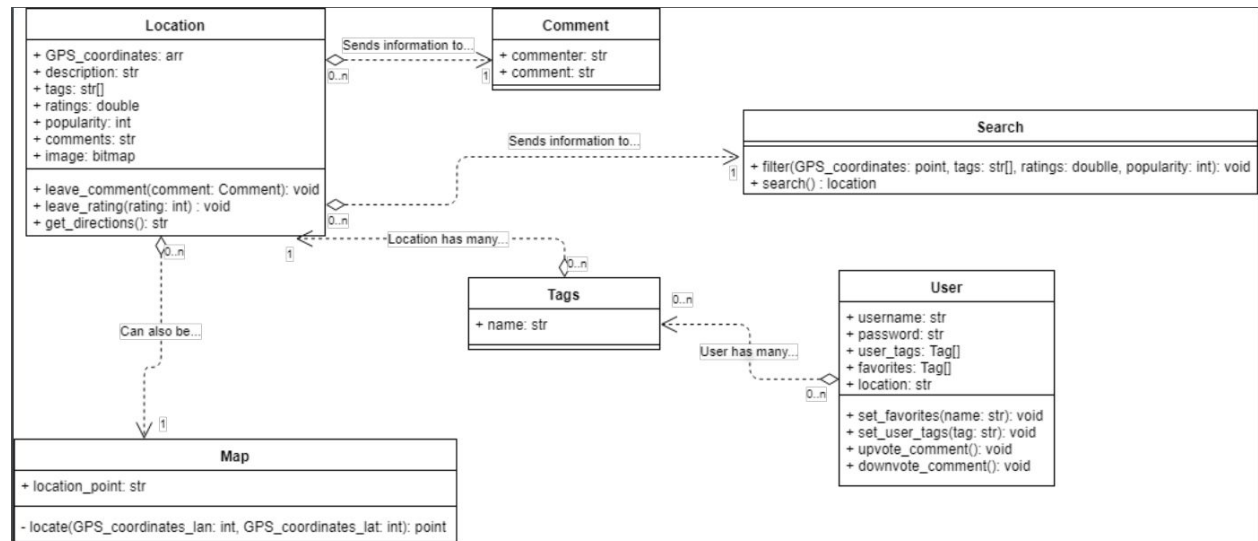 Location
+ GPS_coordinates: arr
+ description: str
+ tags: str[]
+ ratings: double
+ popularity: int
+ comments: str
+ image: bitmap
+ leave_comment(comment: Comment): void
+ leave_rating(rating: int) : void
+ get_directions(): str
Sends information to...
0..n
1
Comment
+ commenter: str
+ comment: str
Sends information to...
0..n
1
Search
+ filter(GPS_coordinates: point, tags: str[], ratings: doublle, popularity: int): void
+ search() : location
Location has many...
1
0..n
Tags
+ name: str
0..n
User has many...
0..n
User
+ username: str
+ password: str
+ user_tags: Tag[]
+ favorites: Tag[]
+ location: str
+ set_favorites(name: str): void
+ set_user_tags(tag: str): void
+ upvote_comment(): void
+ downvote_comment(): void
0..n
Can also be...
1
Map
+ location_point: str
- locate(GPS_coordinates_lan: int, GPS_coordinates_lat: int): point